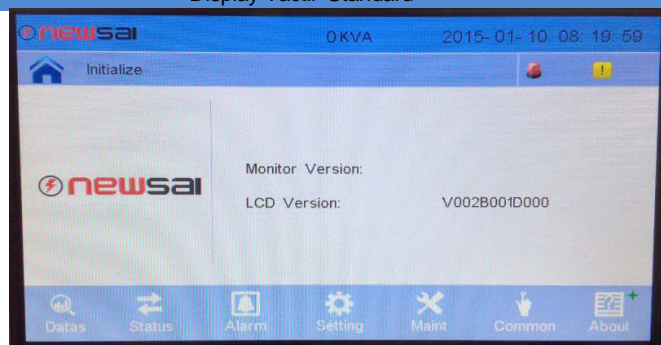 Display Táctil Standard
newsai 0KVA 2015-01-10 08:19:59
Initialize
newsai
Monitor Version:
LCD Version: V002B001D000
Datas Status Alarm Setting Maint Common About